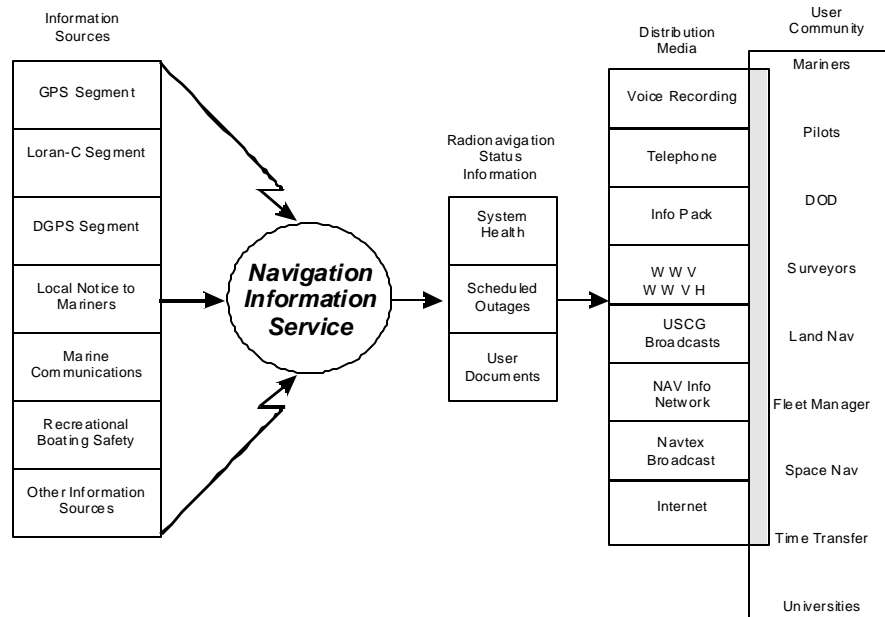 Information
Sources
GPS Segment
Loran-C Segment
DGPS Segment
Local Notice to
Mariners
Marine
Communications
Recreational
Boating Safety
Other Information
Sources
Navigation
Information
Service
Radionavigation
Status
Information
System
Health
Scheduled
Outages
User
Documents
Distribution
Media
Voice Recording
Telephone
Info Pack
W W V
W W V H
USCG
Broadcasts
NAV Info
Network
Navtex
Broadcast
Internet
User
Community
Mariners
Pilots
DOD
Surveyors
Land Nav
Fleet Manager
Space Nav
Time Transfer
Universities